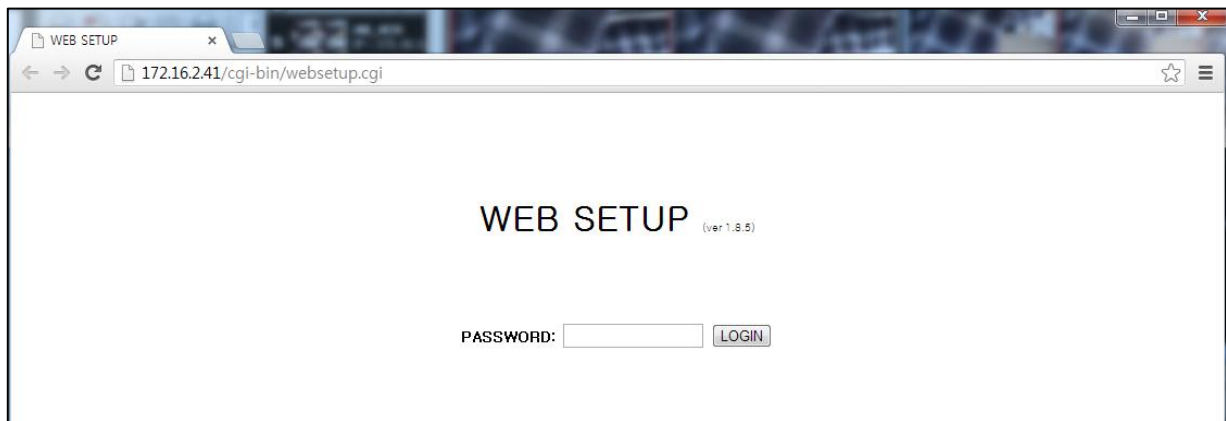 WEB SETUP
172.16.2.41/cgi-bin/websetup.cgi
WEB SETUP (ver 1.8.5)
PASSWORD: LOGIN